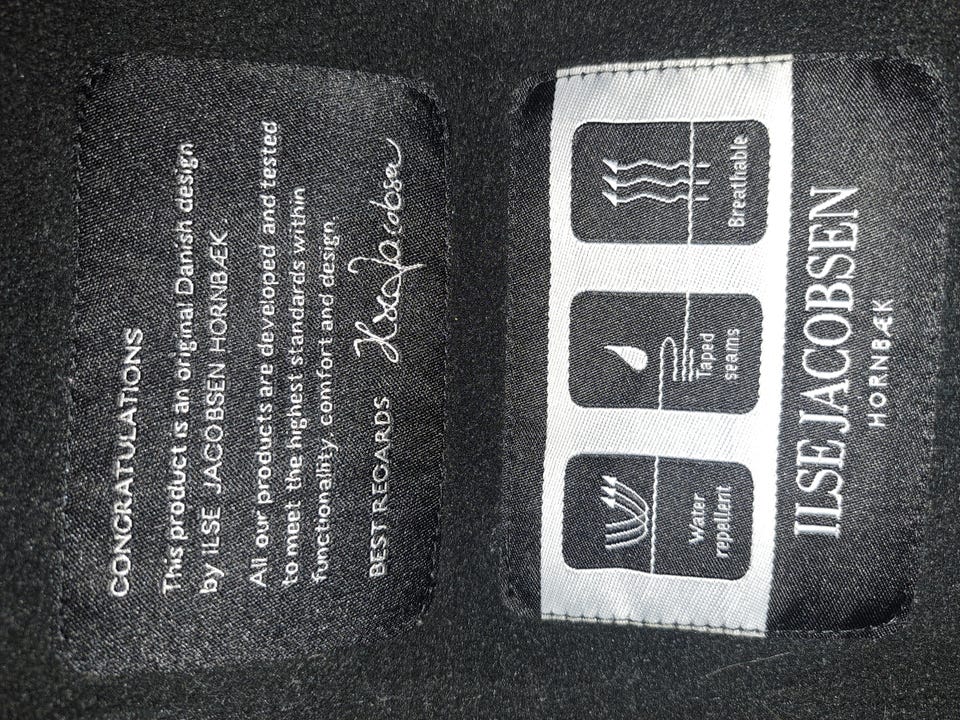 CONGRATULATIONS
This product is an original Danish design
by ILSE JACOBSEN HORNBÆK.
All our products are developed and tested
to meet the highest standards within
functionality, comfort and design.
BEST REGARDS Ilse Jacobsen
Water
repellent
Taped
seams
Breathable
ILSE JACOBSEN
HORNBÆK